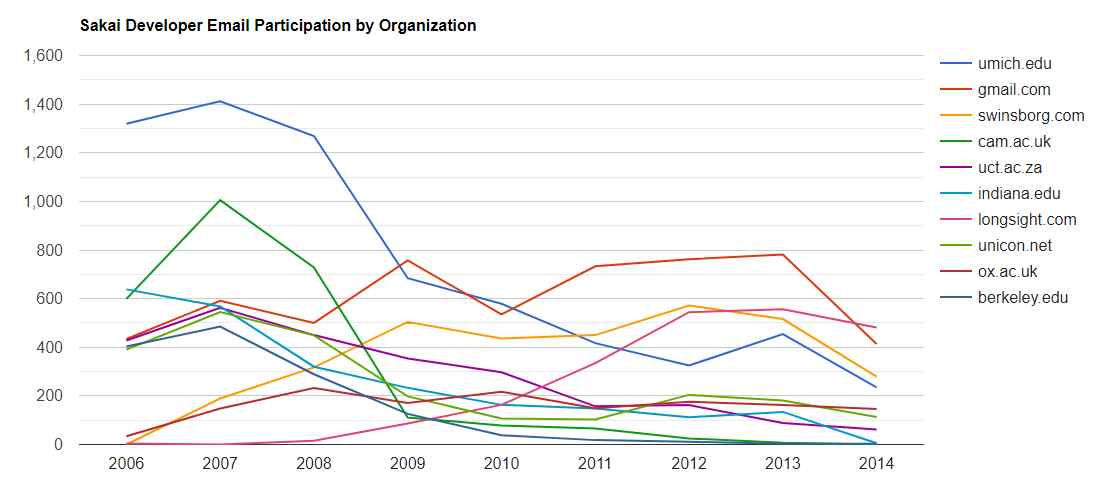 Sakai Developer Email Participation by Organization
1,600
1,400
1,200
1,000
800
600
400
200
0
2006 2007 2008 2009 2010 2011 2012 2013 2014
umich.edu
gmail.com
swinsborg.com
cam.ac.uk
uct.ac.za
indiana.edu
longsight.com
unicon.net
ox.ac.uk
berkeley.edu